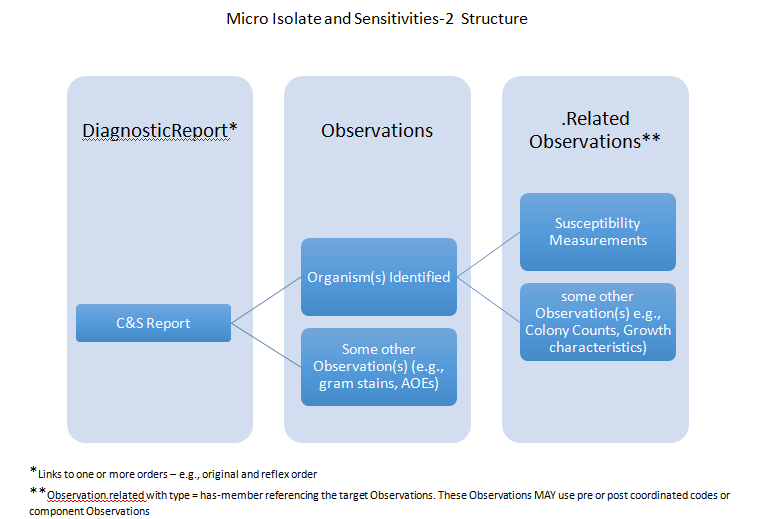 Micro Isolate and Sensitivities-2 Structure
DiagnosticReport*
Observations
.Related
Observations**
Susceptibility
Measurements
Organism(s) Identified
C&S Report
some other
Observation(s) e.g.,
Colony Counts, Growth
characteristics)
Some other
Observation(s) (e.g.,
gram stains, AOEs)
*Links to one or more orders – e.g., original and reflex order
**Observation.related with type = has-member referencing the target Observations. These Observations MAY use pre or post coordinated codes or
component Observations